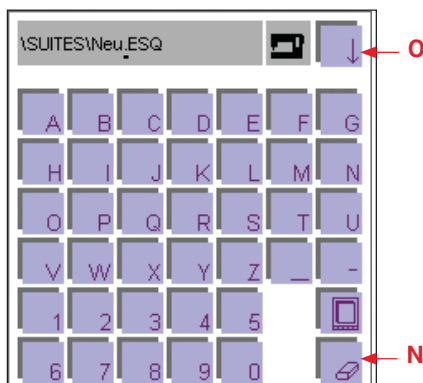 \SUITES\Neu.ESQ
O
A B C D E F G
H I J K L M N
O P Q R S T U
V W X Y Z _ -
1 2 3 4 5
6 7 8 9 0
N